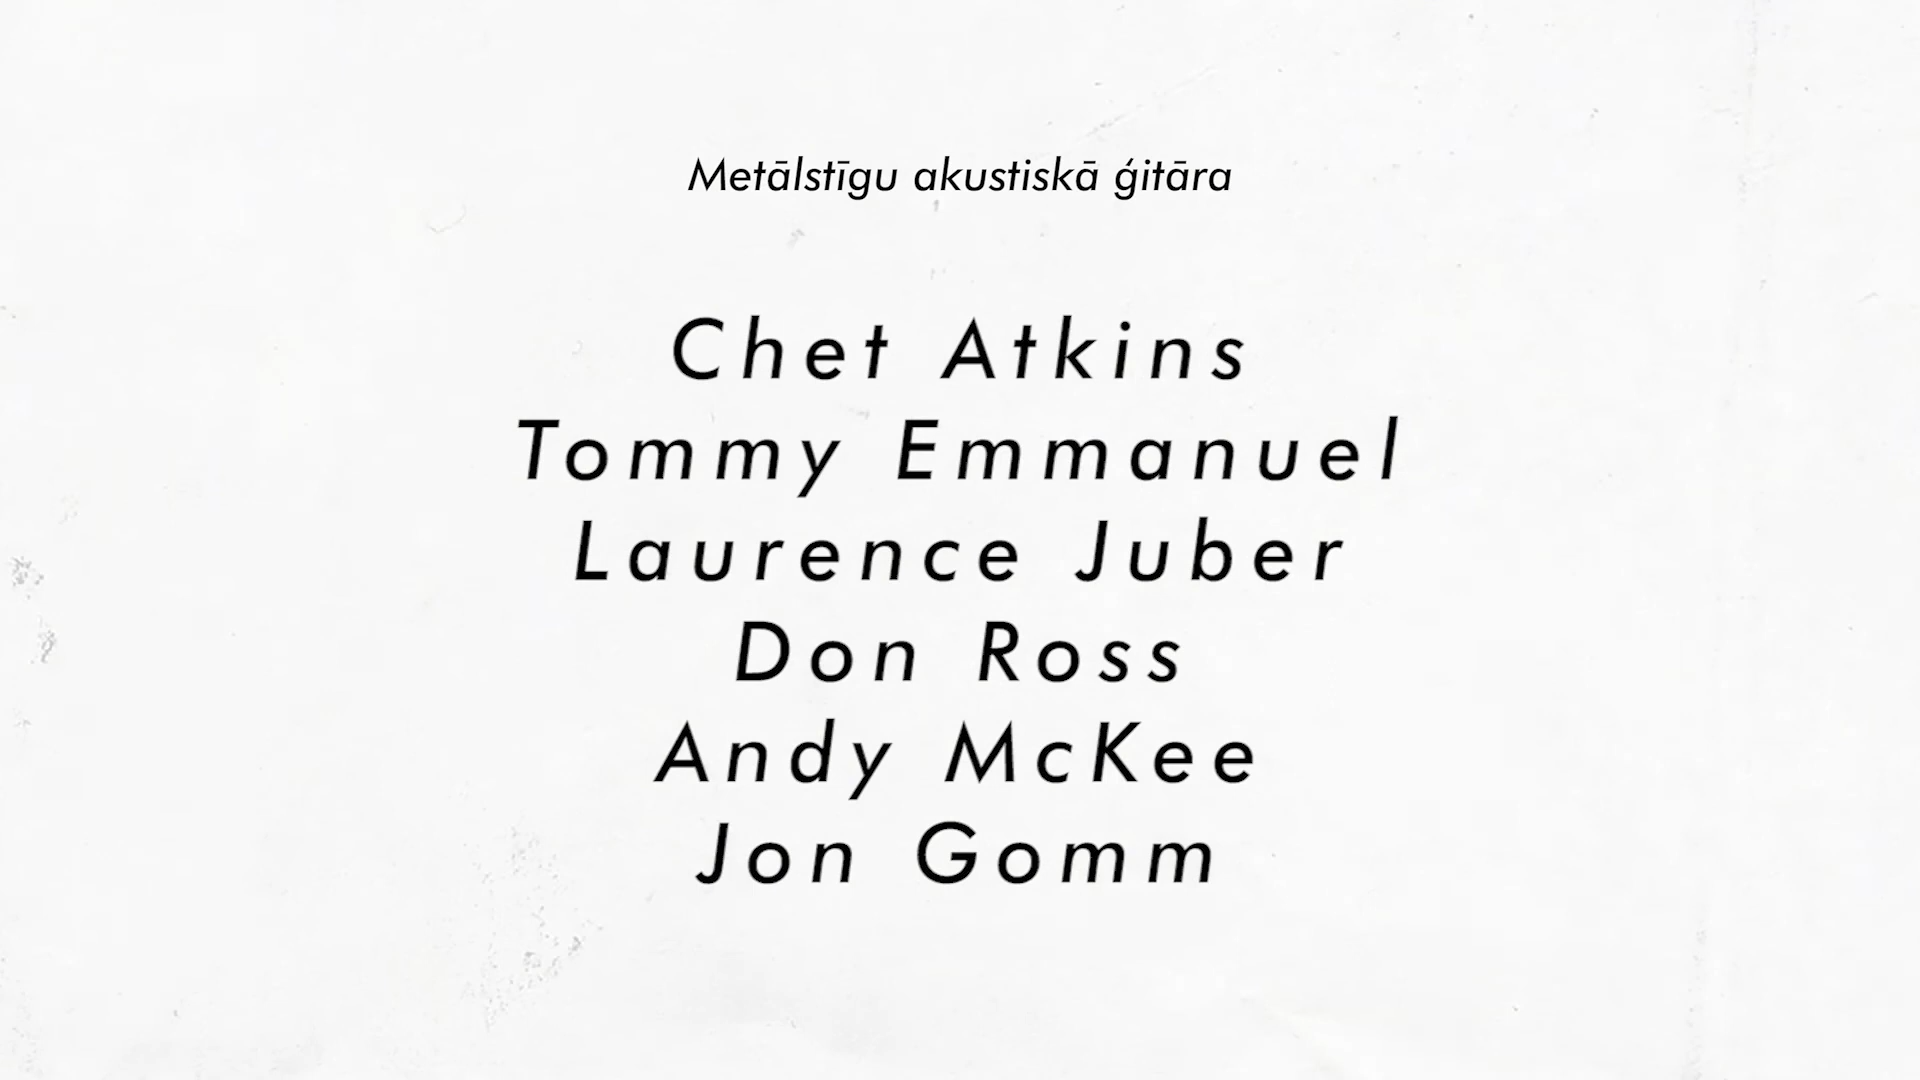 Metālstīgu akustiskā ģitāra
Chet Atkins
Tommy Emmanuel
Laurence Juber
Don Ross
Andy McKee
Jon Gomm